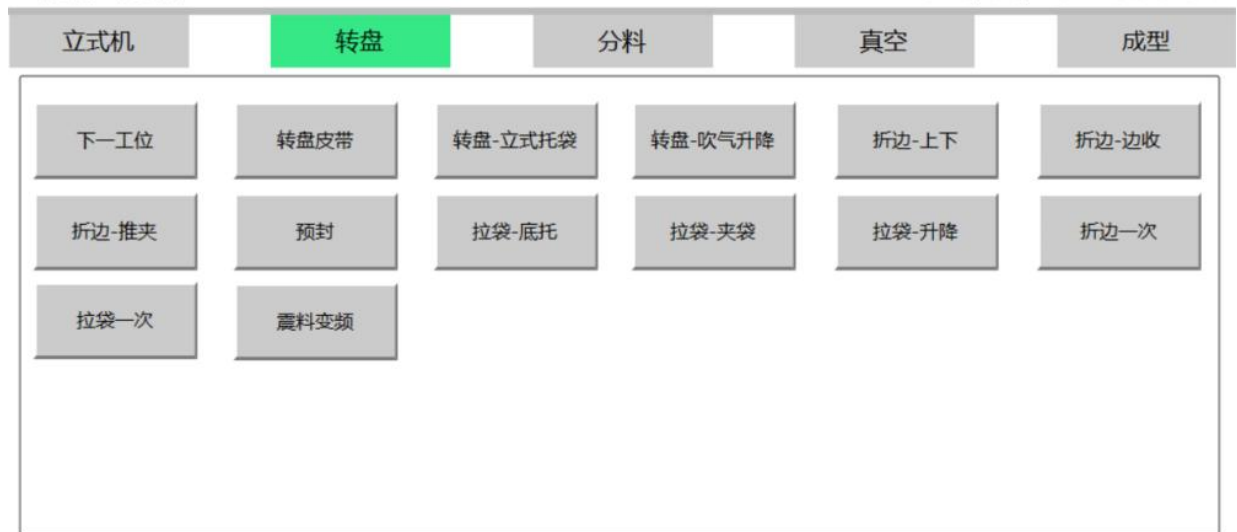 立式机 转盘 分料 真空 成型
下一工位 转盘皮带 转盘-立式托袋 转盘-吹气升降 折边-上下 折边-边收
折边-推夹 预封 拉袋-底托 拉袋-夹袋 拉袋-升降 折边一次
拉袋一次 震料变频